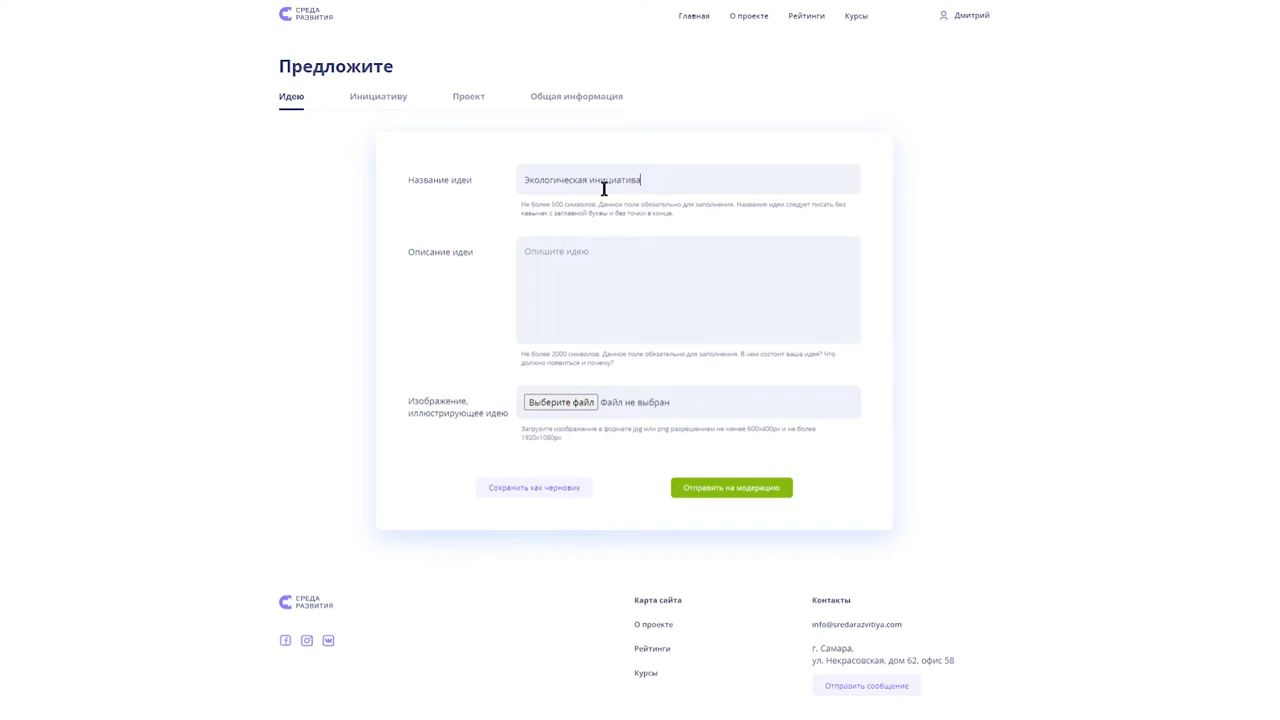 СРЕДА
РАЗВИТИЯ
Главная
О проекте
Рейтинги
Курсы
Дмитрий
Предложите
Идею
Инициативу
Проект
Общая информация
Название идеи
Экологическая инициатива
Не более 500 символов. Данное поле обязательно для заполнения. Название идеи следует писать без
кавычек с заглавной буквы и без точки в конце.
Описание идеи
Опишите идею
Не более 2000 символов. Данное поле обязательно для заполнения. В чем состоит ваша идея? Что
должно появиться и почему?
Изображение,
иллюстрирующее идею
Выберите файл Файл не выбран
Загрузите изображение в формате jpg или png разрешением не менее 600х400рх и не более
1920х1080рх
Сохранить как черновик
Отправить на модерацию
СРЕДА
РАЗВИТИЯ
Карта сайта
О проекте
Рейтинги
Курсы
Контакты
info@sredarazvitiya.com
г. Самара,
ул. Некрасовская, дом 62, офис 58
Отправить сообщение